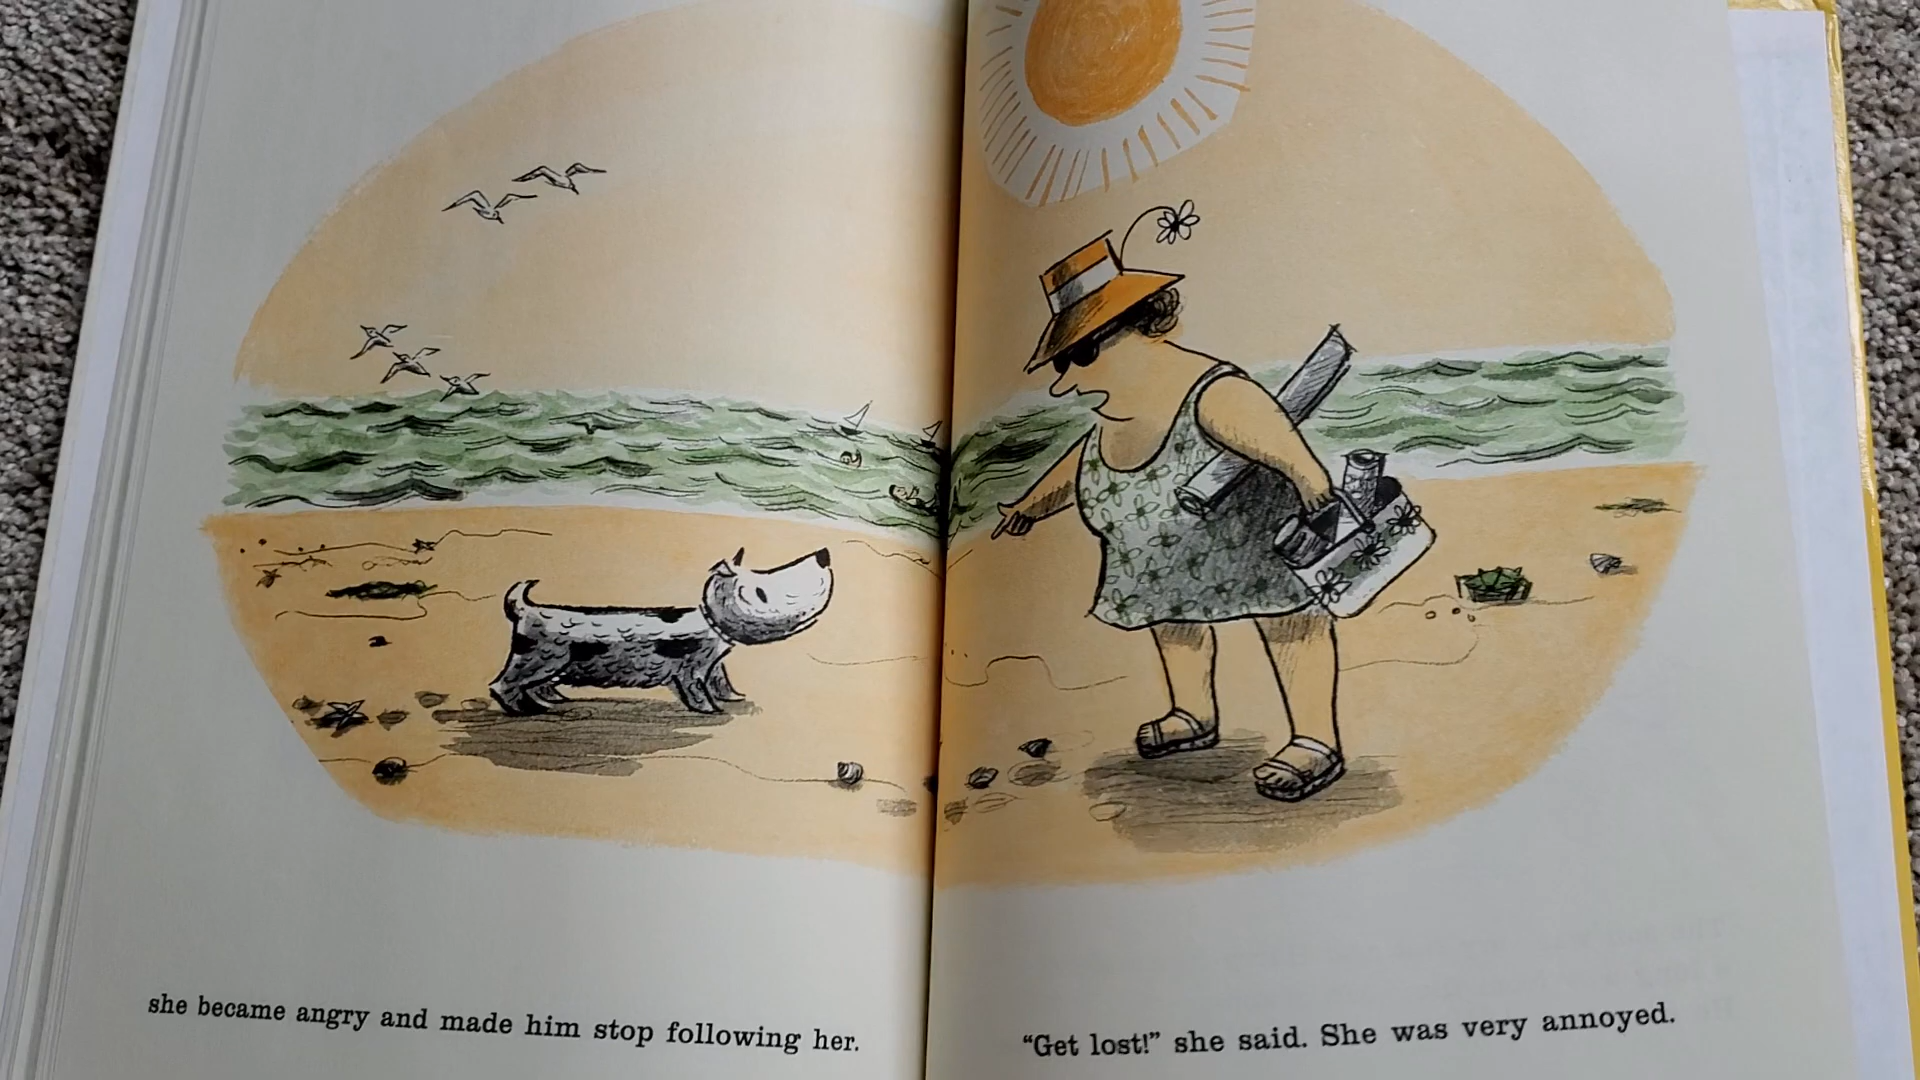 she became angry and made him stop following her.
“Get lost!” she said. She was very annoyed.